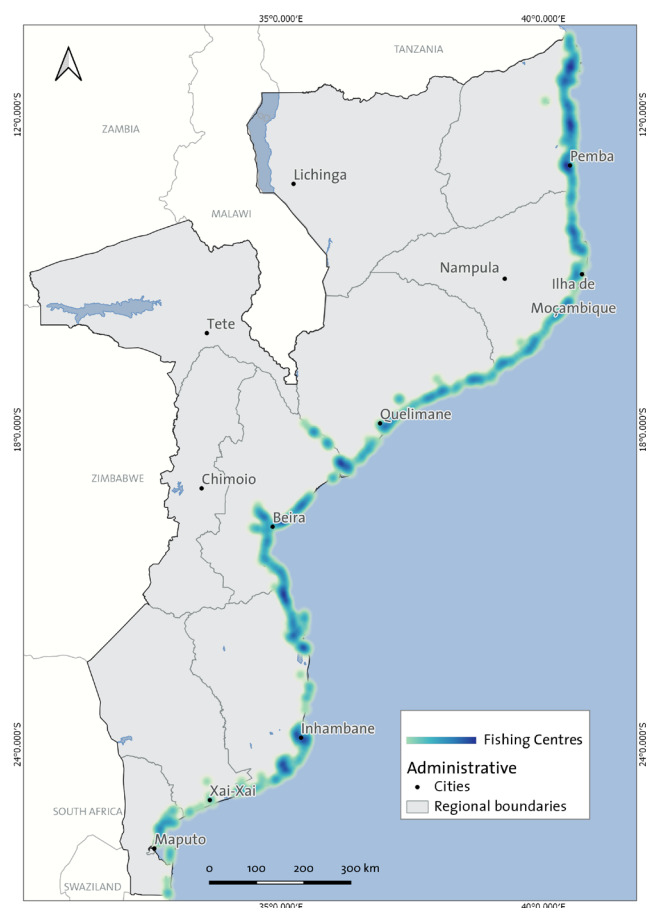 35°0.000'E
40°0.000'E
TANZANIA
12°0.000'S
12°0.000'S
ZAMBIA
Pemba
Lichinga
MALAWI
Nampula
Ilha de
Moçambique
Tete
Quelimane
18°0.000'S
18°0.000'S
ZIMBABWE
Chimoio
Beira
Inhambane
24°0.000'S
24°0.000'S
Fishing Centres
Administrative
Cities
Regional boundaries
Xai-Xai
SOUTH AFRICA
Maputo
0 100 200 300 km
SWAZILAND
35°0.000'E
40°0.000'E